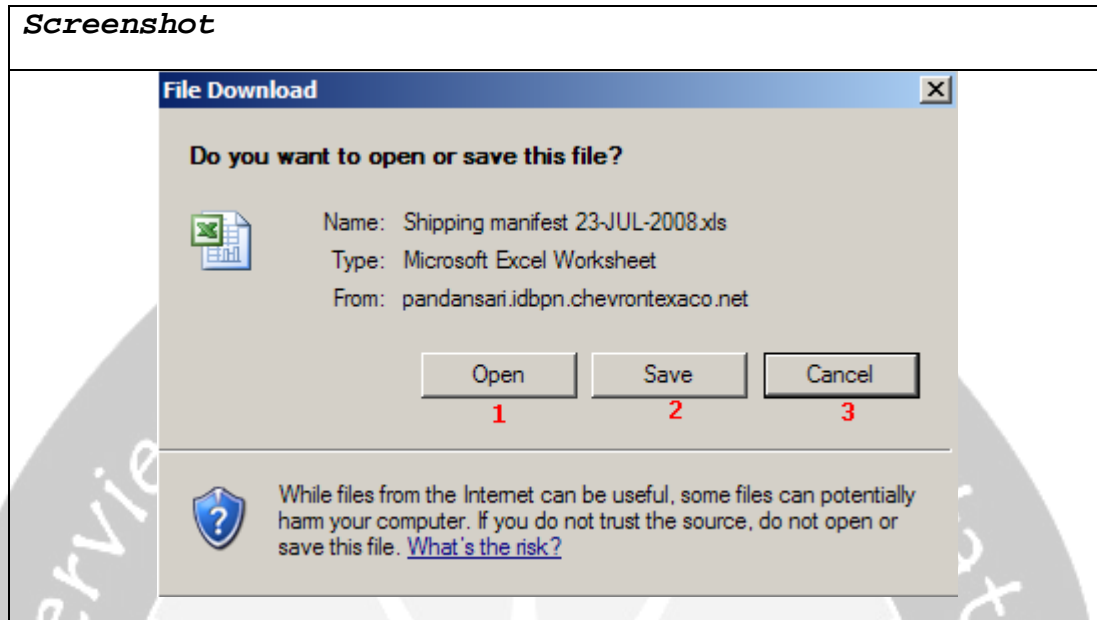 Screenshot
File Download
Do you want to open or save this file?
Name: Shipping manifest 23-JUL-2008.xls
Type: Microsoft Excel Worksheet
From: pandansari.idbpn.chevrontexaco.net
Open Save Cancel
1 2 3
While files from the Internet can be useful, some files can potentially
harm your computer. If you do not trust the source, do not open or
save this file. What's the risk?